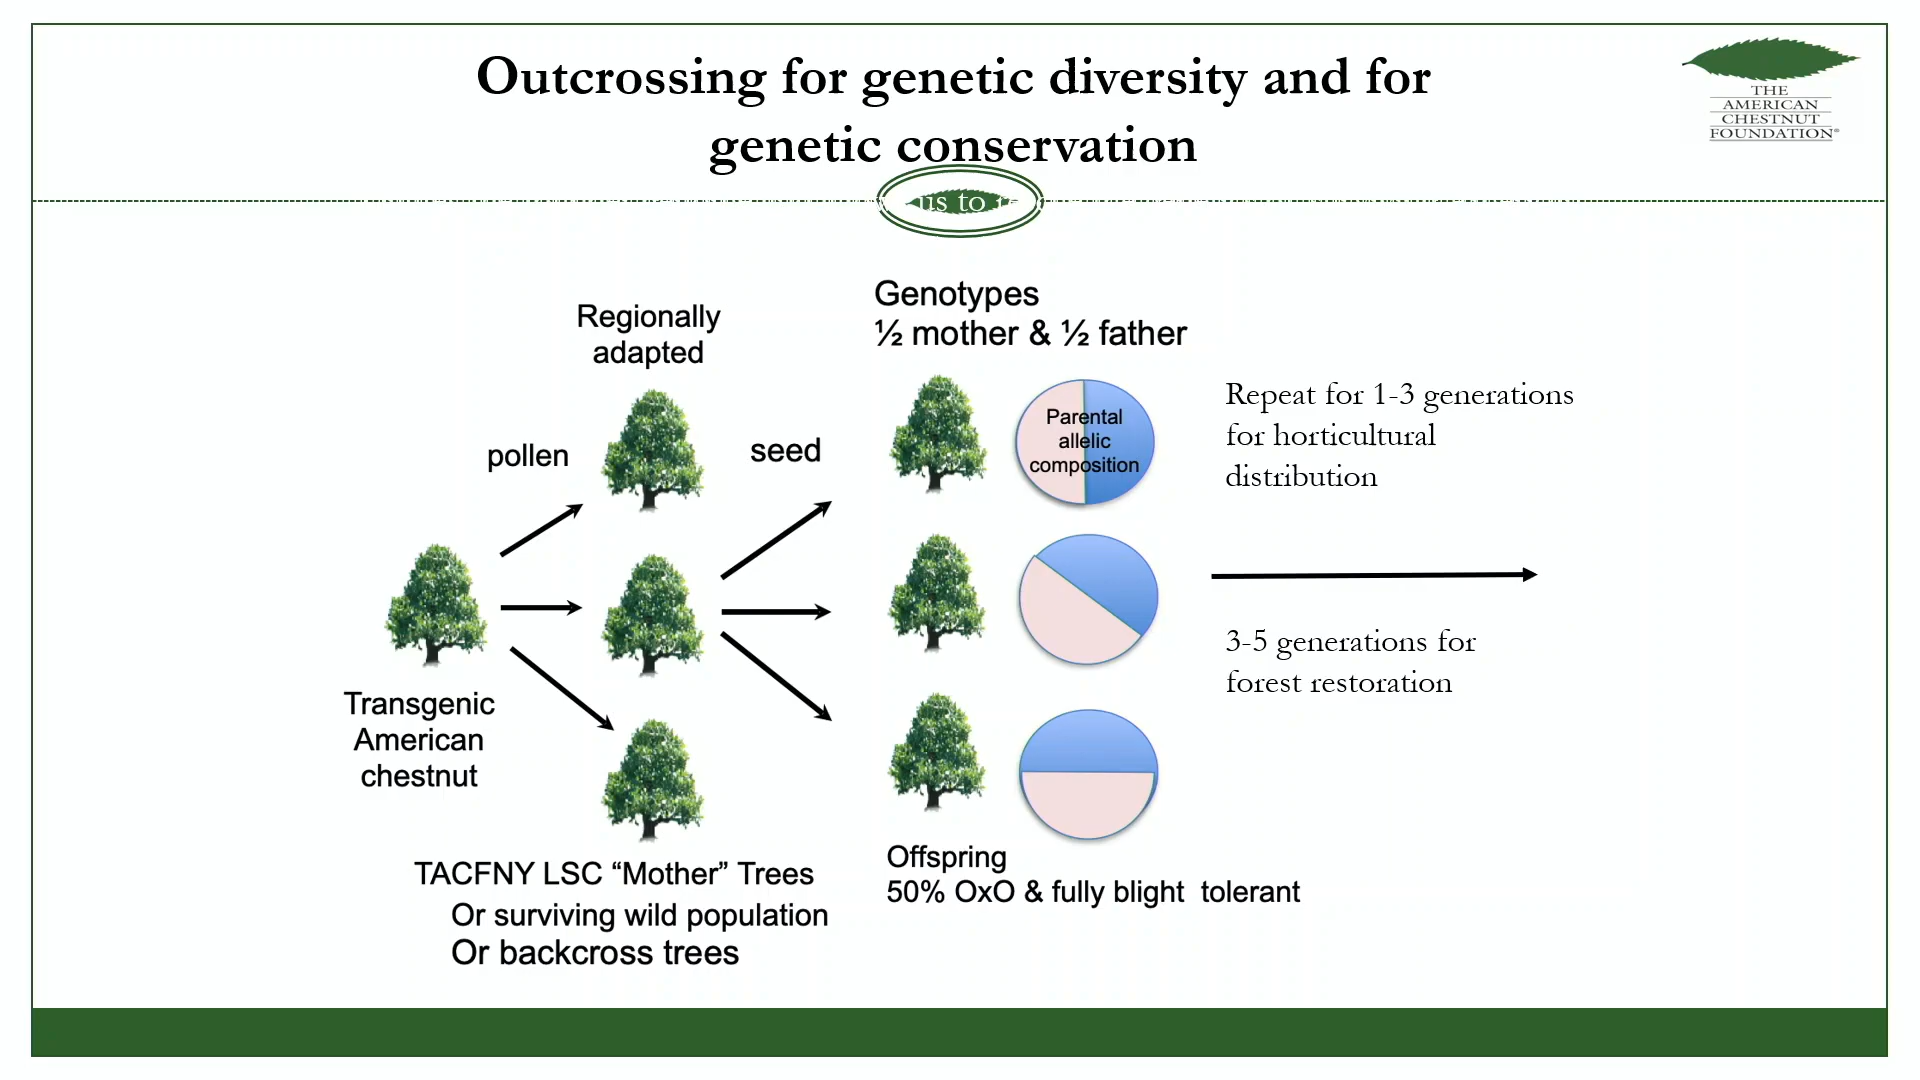 Outcrossing for genetic diversity and for
genetic conservation
THE
AMERICAN
CHESTNUT
FOUNDATION®
us to
Regionally
adapted
Genotypes
½ mother & ½ father
pollen
seed
Parental
allelic
composition
Repeat for 1-3 generations
for horticultural
distribution
3-5 generations for
forest restoration
Transgenic
American
chestnut
TACFNY LSC “Mother” Trees
Or surviving wild population
Or backcross trees
Offspring
50% OxO & fully blight tolerant